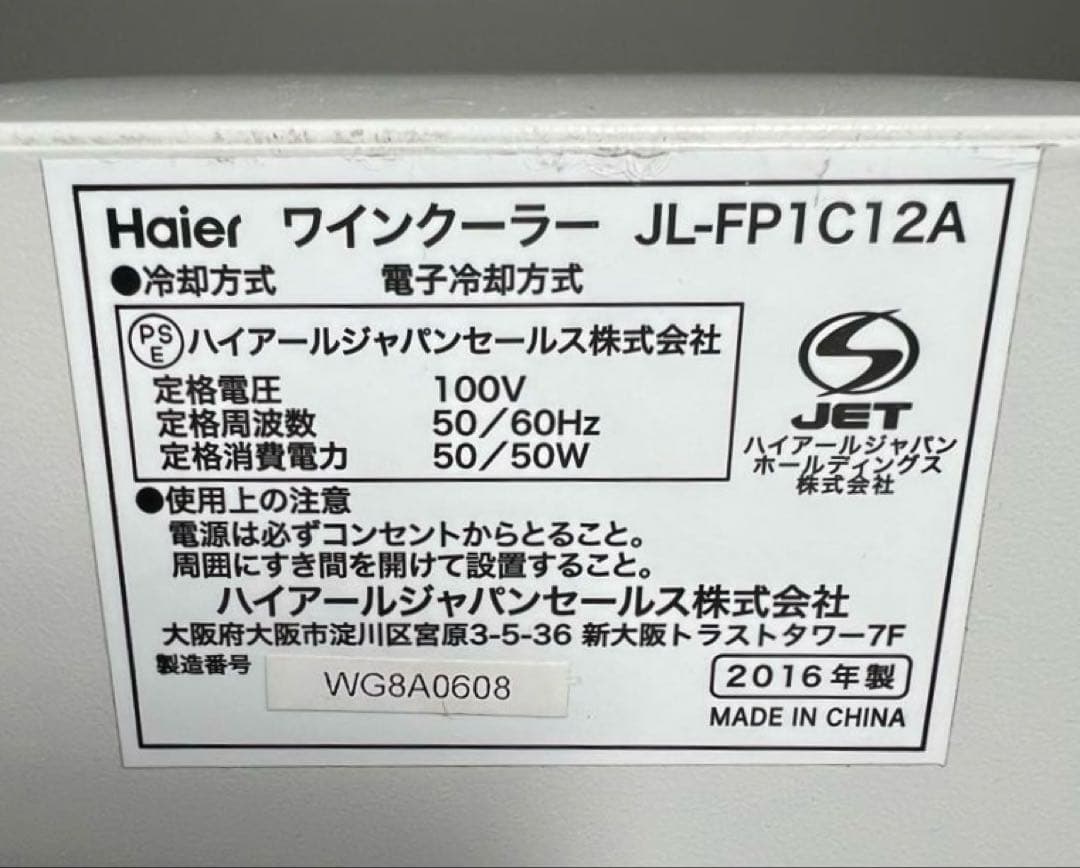 Haier ワインクーラー JL-FP1C12A
●冷却方式 電子冷却方式
PSE ハイアールジャパンセールス株式会社
定格電圧 100V
定格周波数 50／60Hz
定格消費電力 50／50W
JET
ハイアールジャパン
ホールディングス
株式会社
●使用上の注意
電源は必ずコンセントからとること。
周囲にすき間を開けて設置すること。
ハイアールジャパンセールス株式会社
大阪府大阪市淀川区宮原3-5-36 新大阪トラストタワー7F
製造番号 WG8A0608
2016年製
MADE IN CHINA